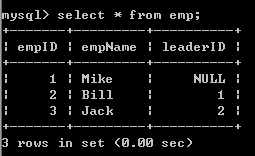 mysql> select * from emp;
+-------+---------+----------+
| empID | empName | leaderID |
+-------+---------+----------+
|     1 | Mike    |     NULL |
|     2 | Bill    |        1 |
|     3 | Jack    |        2 |
+-------+---------+----------+
3 rows in set (0.00 sec)